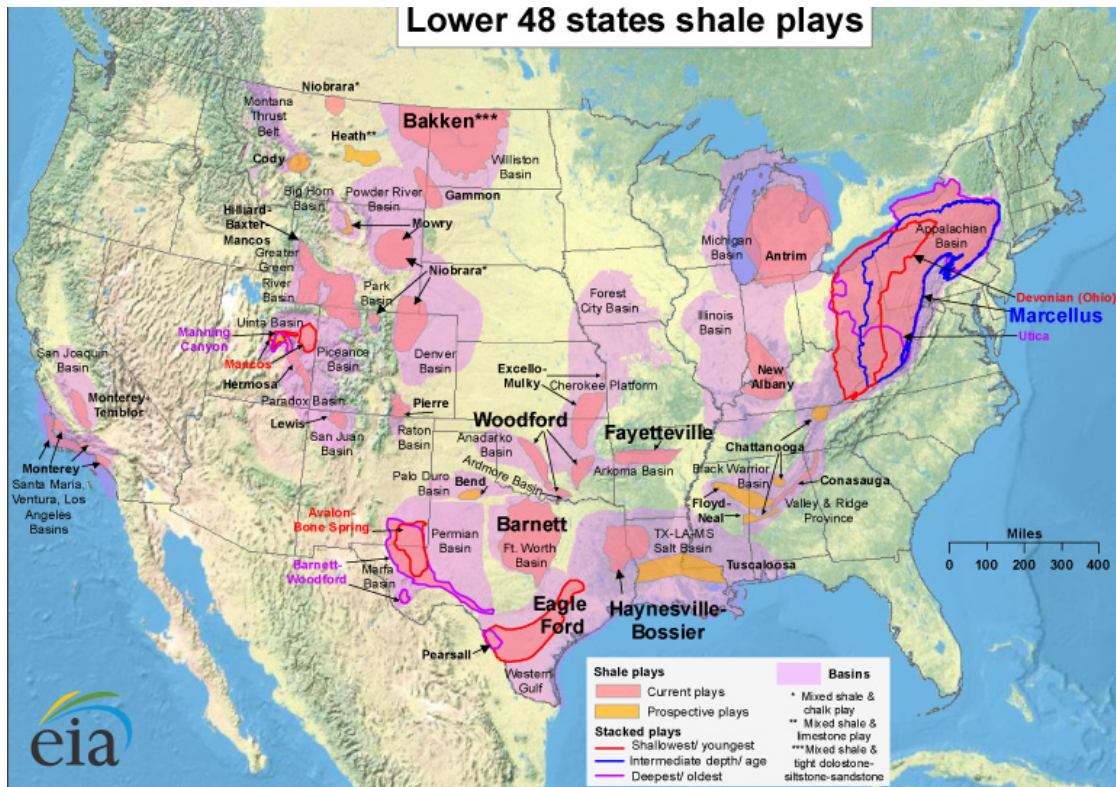 Lower 48 states shale plays
Niobrara*
Montana
Thrust
Belt
Bakken***
Heath**
Cody
Williston
Basin
Big Horn
Basin
Powder River
Basin
Gammon
Hilliard-
Baxter-
Mancos
Mowry
Greater
Green
River
Basin
Niobrara*
Park
Basin
Michigan
Basin
Antrim
Appalachian
Basin
Devonian (Ohio)
Marcellus
Utica
Forest
City Basin
Illinois
Basin
Uinta Basin
Manning
Canyon
Mancos
Piceance
Basin
Denver
Basin
San Joaquin
Basin
Hermosa
Paradox Basin
Excello-
Mulky
Cherokee Platform
New
Albany
Monterey-
Temblor
Lewis
San Juan
Basin
Pierre
Raton
Basin
Woodford
Anadarko
Basin
Fayetteville
Arkoma Basin
Chattanooga
Monterey
Santa Maria,
Ventura, Los
Angeles
Basins
Palo Duro
Basin
Bend
Ardmore Basin
Black Warrior
Basin
Conasauga
Floyd-
Neal
Valley & Ridge
Province
Avalon-
Bone Spring
Permian
Basin
Barnett
Ft. Worth
Basin
TX-LA-MS
Salt Basin
Tuscaloosa
Barnett-
Woodford
Marfa
Basin
Eagle
Ford
Haynesville-
Bossier
Pearsall
Western
Gulf
Miles
0 100 200 300 400
Shale plays
Current plays
Prospective plays
Stacked plays
Shallowest/ youngest
Intermediate depth/ age
Deepest/ oldest
Basins
* Mixed shale &
chalk play
** Mixed shale &
limestone play
***Mixed shale &
tight dolostone-
siltstone-sandstone
eia